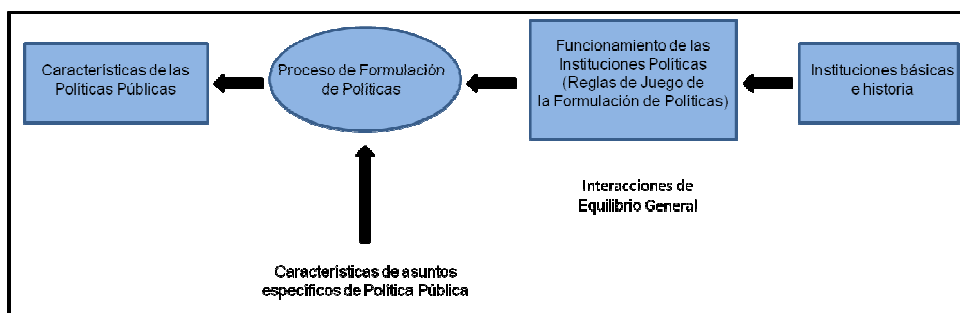 Características de las
Políticas Públicas
Proceso de Formulación
de Políticas
Funcionamiento de las
Instituciones Políticas
(Reglas de Juego de
la Formulación de Políticas)
Instituciones básicas
e historia
Interacciones de
Equilibrio General
Características de asuntos
específicos de Política Pública